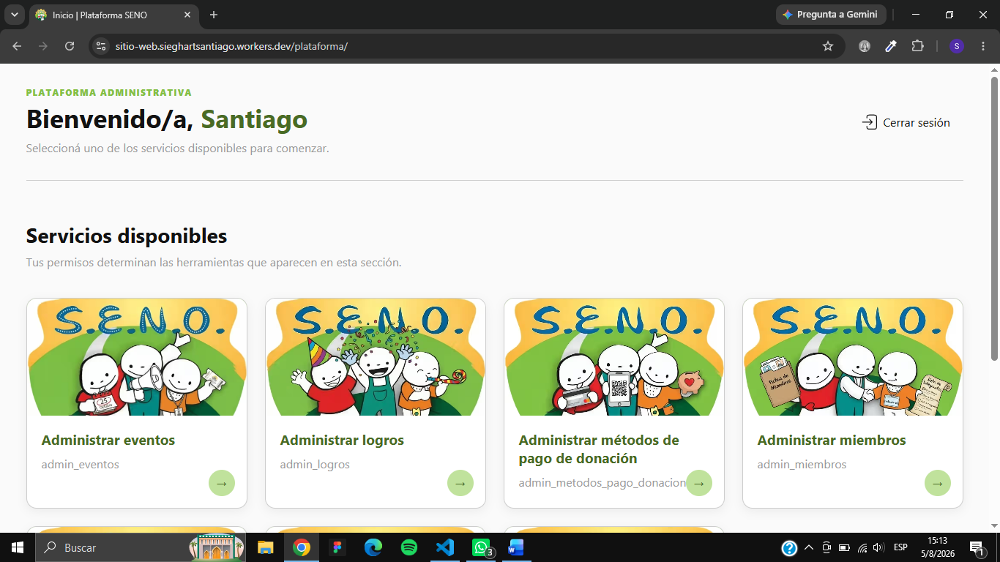 Inicio | Plataforma SENO
Pregunta a Gemini
sitio-web.sieghartsantiago.workers.dev/plataforma/
S
PLATAFORMA ADMINISTRATIVA
Bienvenido/a, Santiago
Cerrar sesión
Seleccioná uno de los servicios disponibles para comenzar.
Servicios disponibles
Tus permisos determinan las herramientas que aparecen en esta sección.
S.E.N.O.
25
S.E.N.O.
S.E.N.O.
S.E.N.O.
Fichas de
Miembros
Administrar eventos
admin_eventos
→
Administrar logros
admin_logros
→
Administrar métodos de
pago de donación
admin_metodos_pago_donacion
→
Administrar miembros
admin_miembros
→
Buscar
3
ESP
15:13
5/8/2026
1